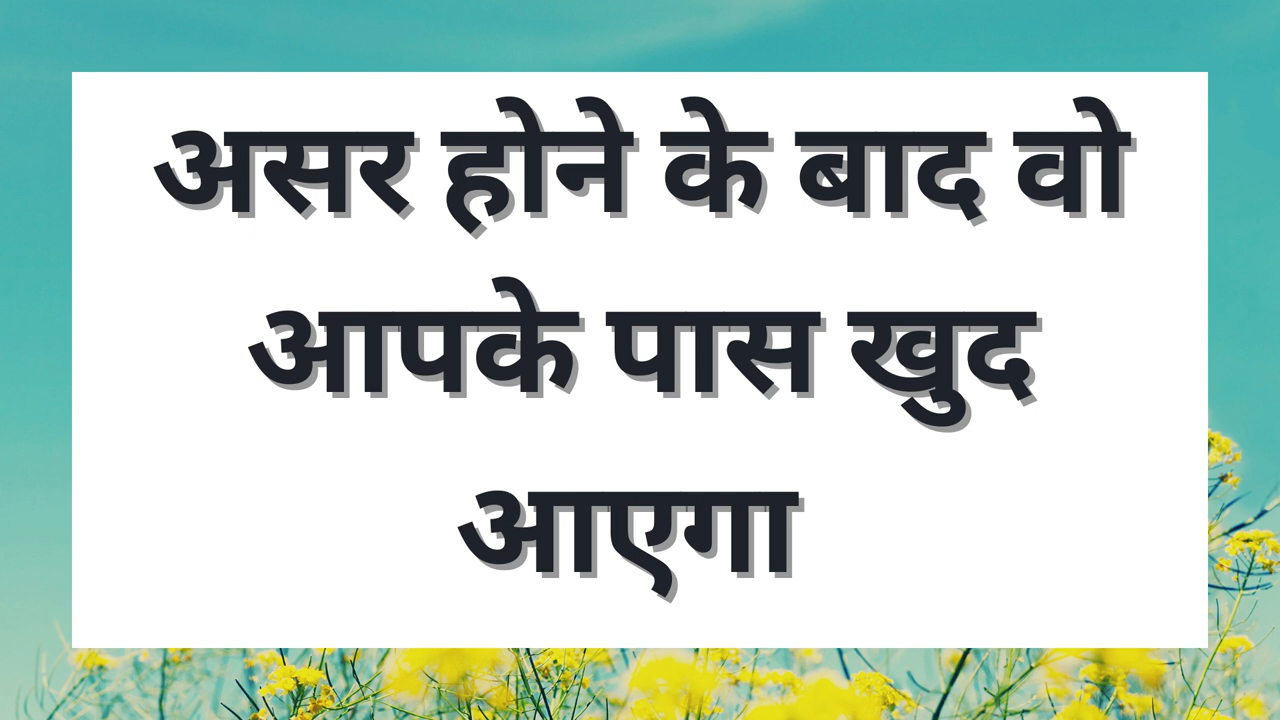 असर होने के बाद वो
आपके पास खुद
आएगा